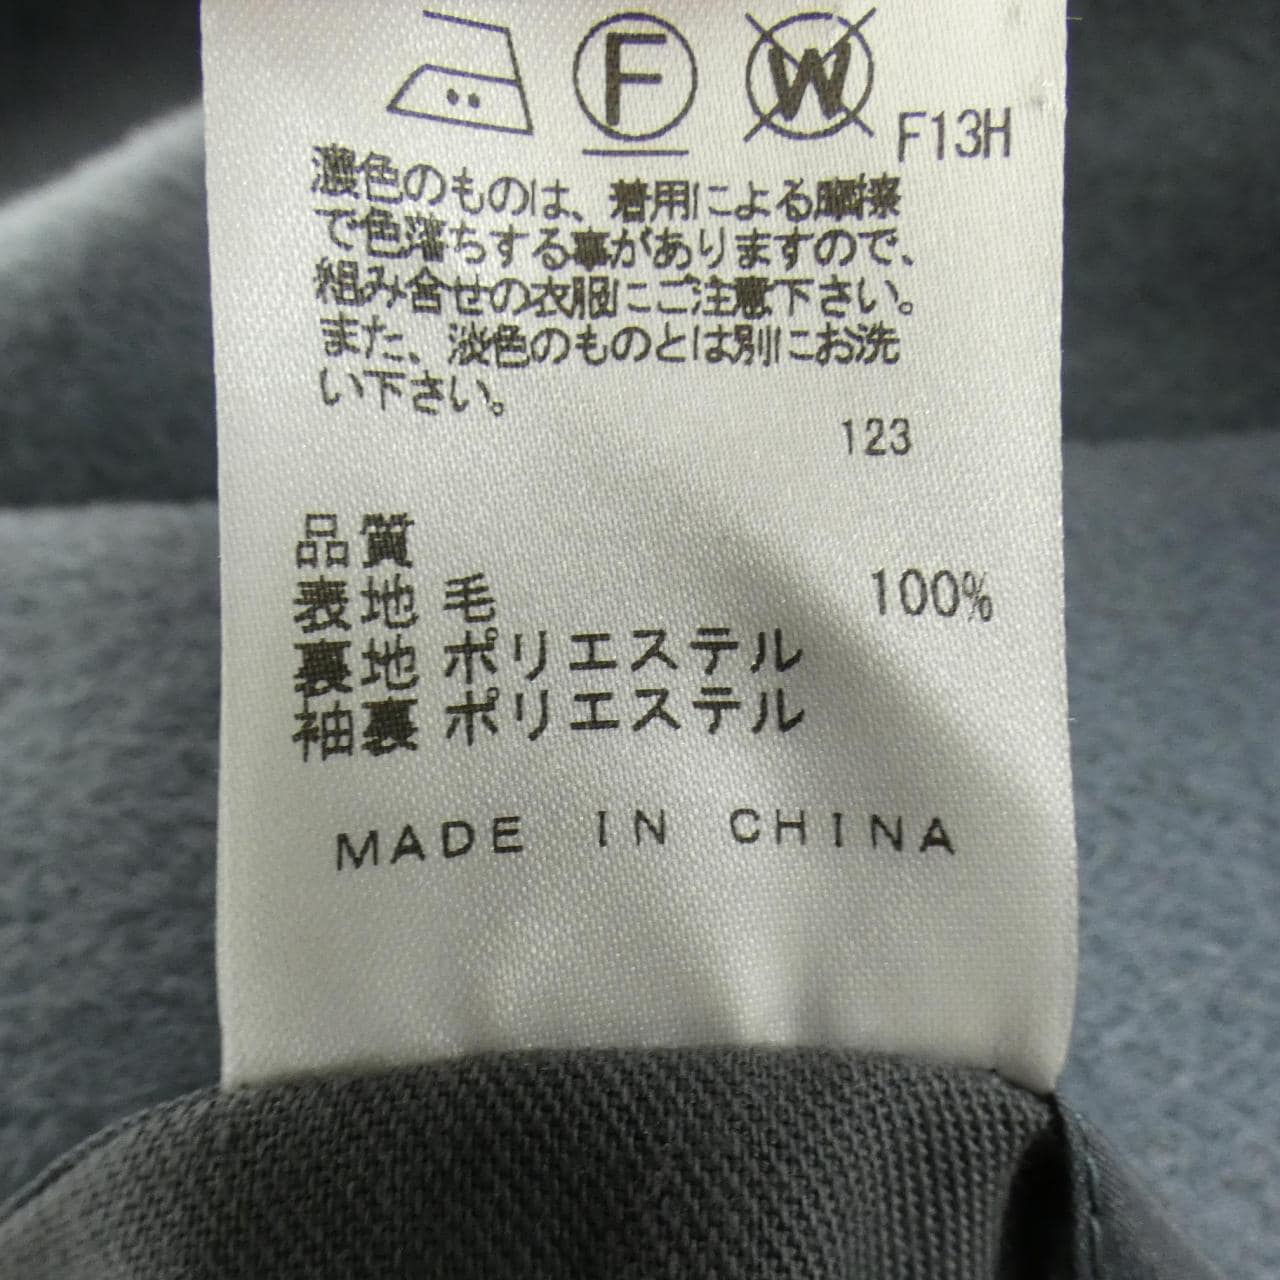 F
W
F13H
濃色のものは、着用による摩擦
で色落ちする事がありますので、
組み合せの衣服にご注意下さい。
また、淡色のものとは別にお洗
い下さい。
123
品質
表地 毛 100%
裏地 ポリエステル
袖裏 ポリエステル
MADE IN CHINA